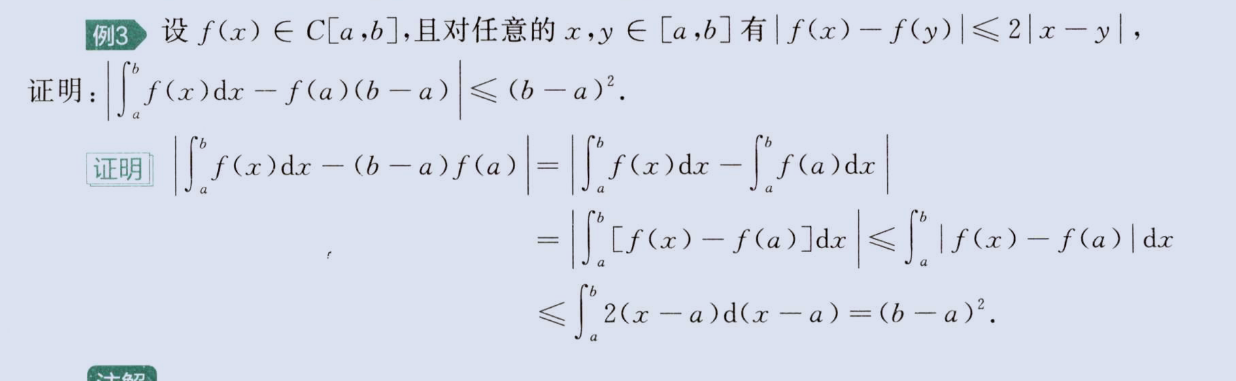 例3 设 f(x) ∈ C[a,b],且对任意的 x,y ∈ [a,b] 有 |f(x) − f(y)| ≤ 2|x − y|,
证明: |∫_a^b f(x)dx − f(a)(b − a)| ≤ (b − a)².
证明 |∫_a^b f(x)dx − (b − a)f(a)| = |∫_a^b f(x)dx − ∫_a^b f(a)dx|
= |∫_a^b [f(x) − f(a)]dx| ≤ ∫_a^b |f(x) − f(a)|dx
≤ ∫_a^b 2(x − a)d(x − a) = (b − a)².